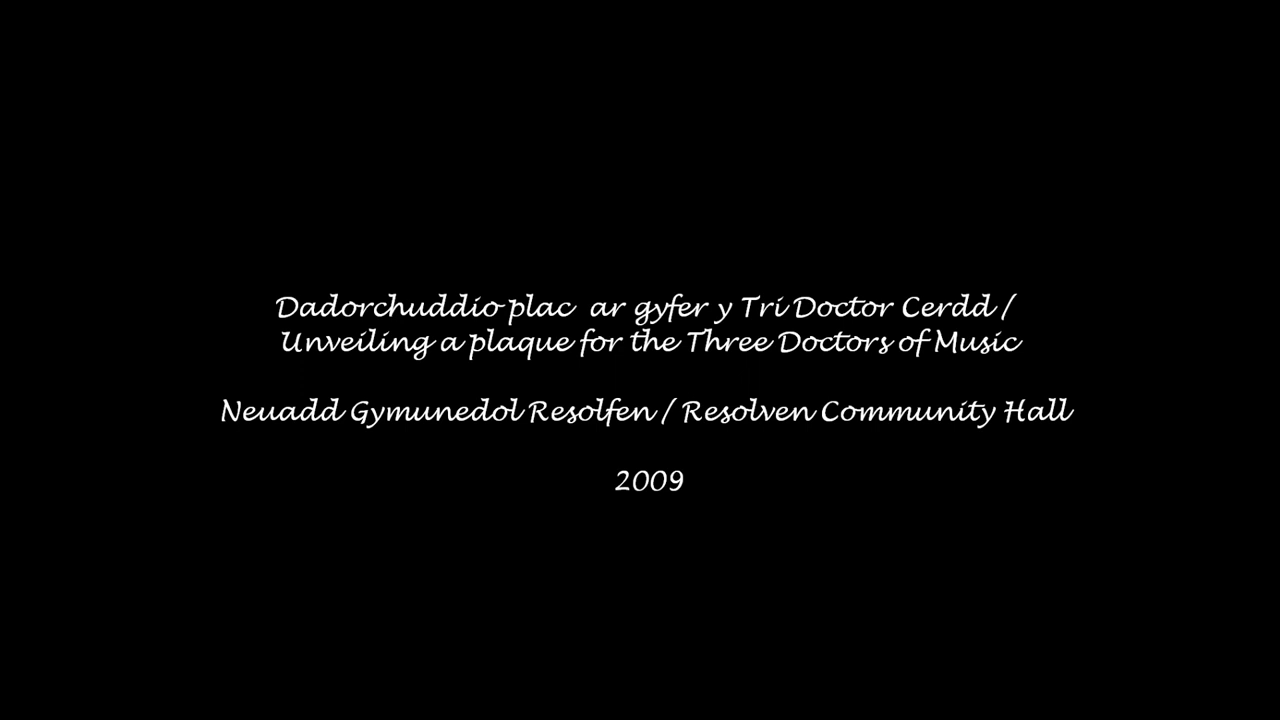 Dadorchuddio plac ar gyfer y Tri Doctor Cerdd /
Unveiling a plaque for the Three Doctors of Music
Neuadd Gymunedol Resolfen / Resolven Community Hall
2009